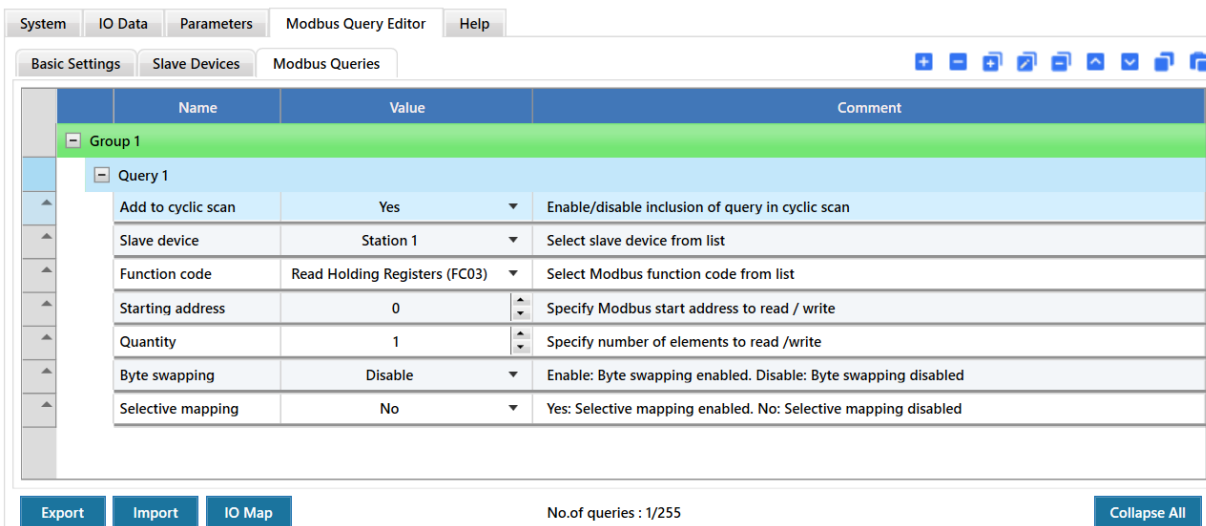 System IO Data Parameters Modbus Query Editor Help
Basic Settings Slave Devices Modbus Queries
Name Value Comment
Group 1
Query 1
Add to cyclic scan Yes Enable/disable inclusion of query in cyclic scan
Slave device Station 1 Select slave device from list
Function code Read Holding Registers (FC03) Select Modbus function code from list
Starting address 0 Specify Modbus start address to read / write
Quantity 1 Specify number of elements to read /write
Byte swapping Disable Enable: Byte swapping enabled. Disable: Byte swapping disabled
Selective mapping No Yes: Selective mapping enabled. No: Selective mapping disabled
Export Import IO Map No.of queries : 1/255 Collapse All